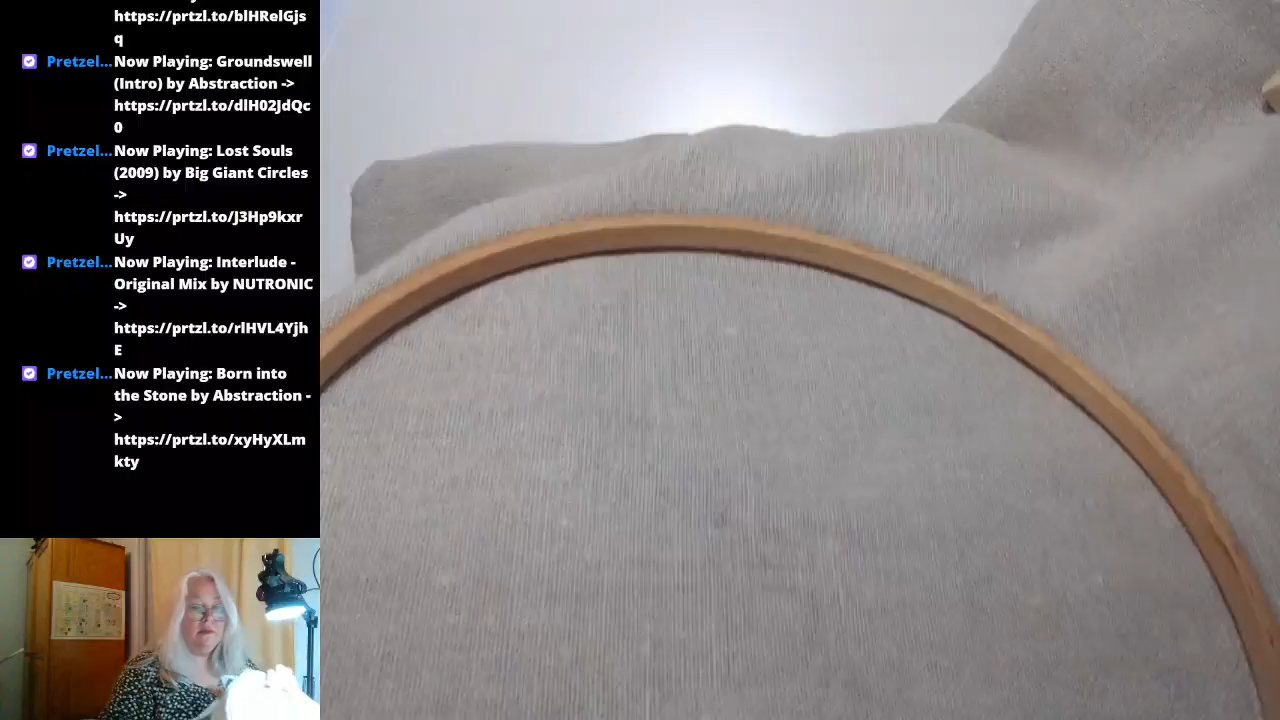 https://prtzl.to/blHRelGjs
q
Pretzel... Now Playing: Groundswell
(Intro) by Abstraction ->
https://prtzl.to/dlH02JdQc
0
Pretzel... Now Playing: Lost Souls
(2009) by Big Giant Circles
->
https://prtzl.to/J3Hp9kxr
Uy
Pretzel... Now Playing: Interlude -
Original Mix by NUTRONIC
->
https://prtzl.to/rlHVL4Yjh
E
Pretzel... Now Playing: Born into
the Stone by Abstraction -
>
https://prtzl.to/xyHyXLm
kty